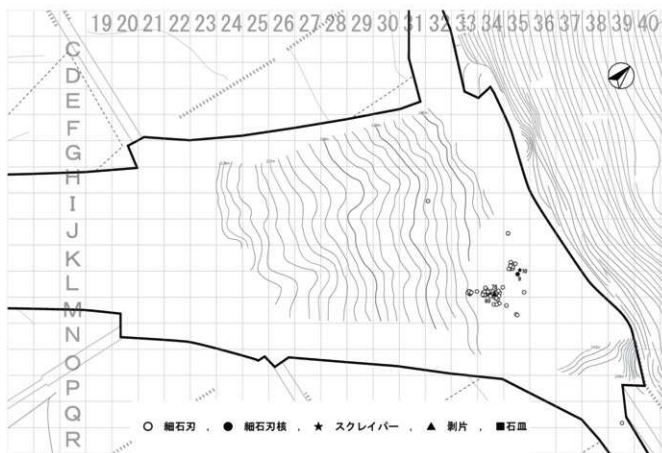 19 20 21 22 23 24 25 26 27 28 29 30 31 32 33 34 35 36 37 38 39 40
C
D
E
F
G
H
I
J
K
L
M
N
O
P
Q
R
○ 細石刃 . ● 細石刃核 . ★ スクレイパー . ▲ 剥片 . ■石皿